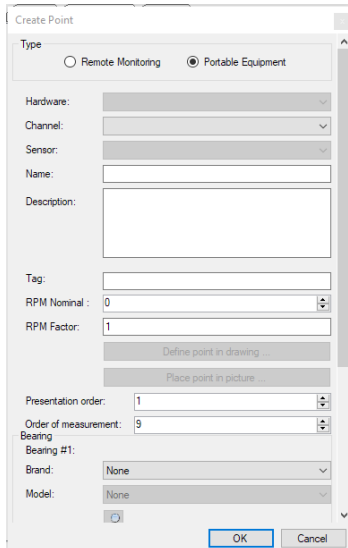 Create Point
Type
Remote Monitoring Portable Equipment
Hardware:
Channel:
Sensor:
Name:
Description:
Tag:
RPM Nominal : 0
RPM Factor: 1
Define point in drawing ...
Place point in picture ...
Presentation order: 1
Order of measurement: 9
Bearing
Bearing #1:
Brand: None
Model: None
OK Cancel